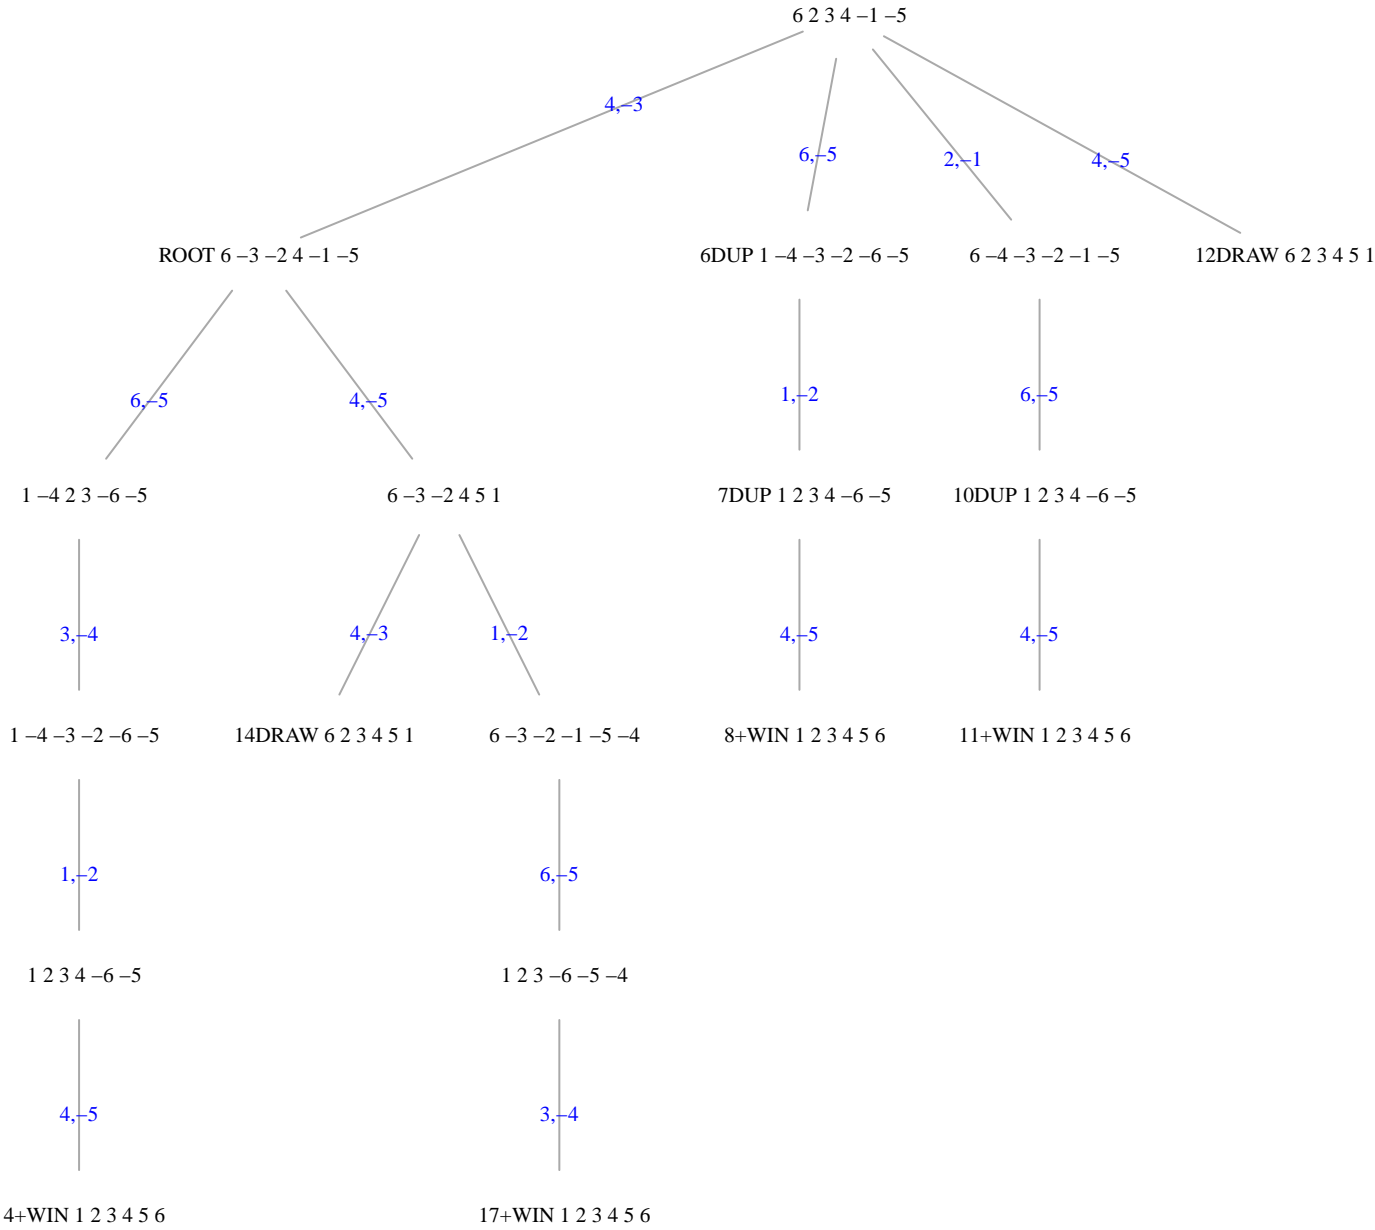 6 2 3 4 –1 –5
4,–3
6,–5
2,–1
4,–5
ROOT 6 –3 –2 4 –1 –5
6DUP 1 –4 –3 –2 –6 –5
6 –4 –3 –2 –1 –5
12DRAW 6 2 3 4 5 1
6,–5
4,–5
1,–2
6,–5
1 –4 2 3 –6 –5
6 –3 –2 4 5 1
7DUP 1 2 3 4 –6 –5
10DUP 1 2 3 4 –6 –5
3,–4
4,–3
1,–2
4,–5
4,–5
1 –4 –3 –2 –6 –5
14DRAW 6 2 3 4 5 1
6 –3 –2 –1 –5 –4
8+WIN 1 2 3 4 5 6
11+WIN 1 2 3 4 5 6
1,–2
6,–5
1 2 3 4 –6 –5
1 2 3 –6 –5 –4
4,–5
3,–4
4+WIN 1 2 3 4 5 6
17+WIN 1 2 3 4 5 6